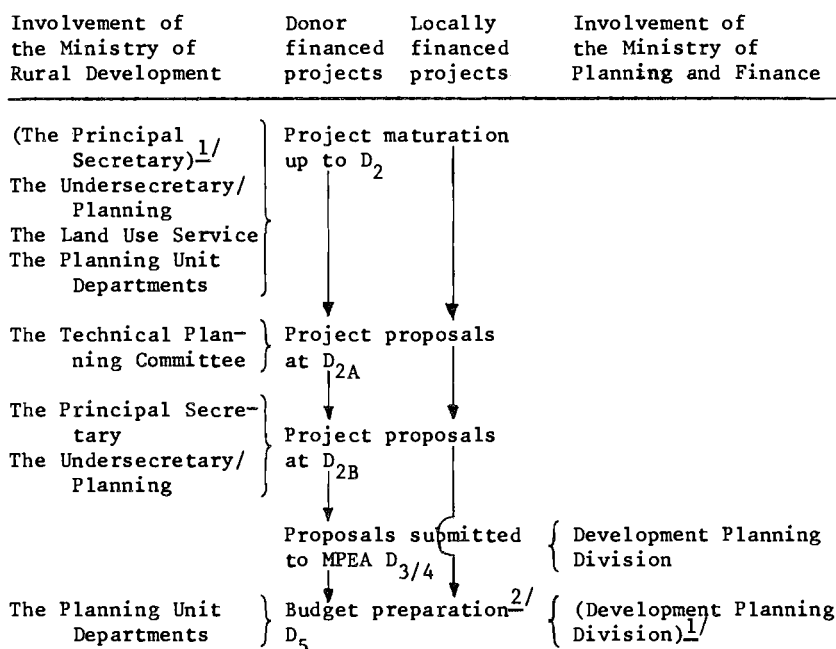 Involvement of the Ministry of Rural Development
Donor financed projects
Locally financed projects
Involvement of the Ministry of Planning and Finance
(The Principal
Secretary)1/
The Undersecretary/
Planning
The Land Use Service
The Planning Unit
Departments
Project maturation
up to D2
The Technical Plan-
ning Committee
Project proposals
at D2A
The Principal Secre-
tary
The Undersecretary/
Planning
Project proposals
at D2B
Proposals submitted
to MPEA D3/4
Development Planning
Division
The Planning Unit
Departments
Budget preparation2/
D5
(Development Planning
Division)1/